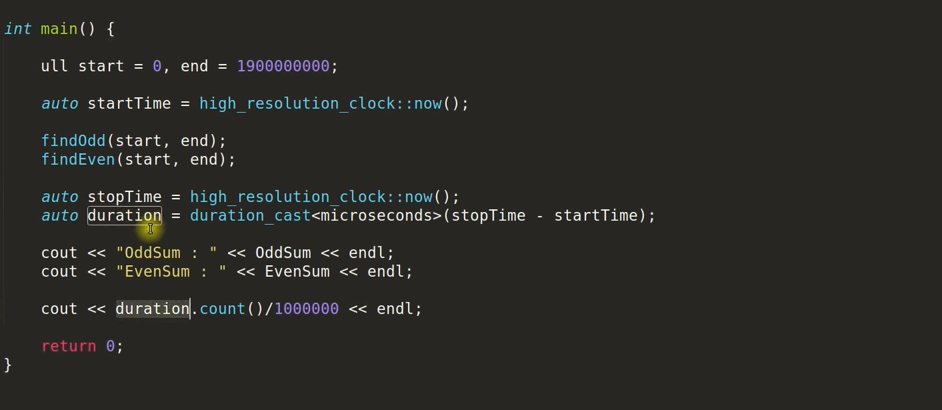 int main() {
ull start = 0, end = 1900000000;
auto startTime = high_resolution_clock::now();
findOdd(start, end);
findEven(start, end);
auto stopTime = high_resolution_clock::now();
auto duration = duration_cast<microseconds>(stopTime - startTime);
cout << "OddSum : " << OddSum << endl;
cout << "EvenSum : " << EvenSum << endl;
cout << duration.count()/1000000 << endl;
return 0;
}